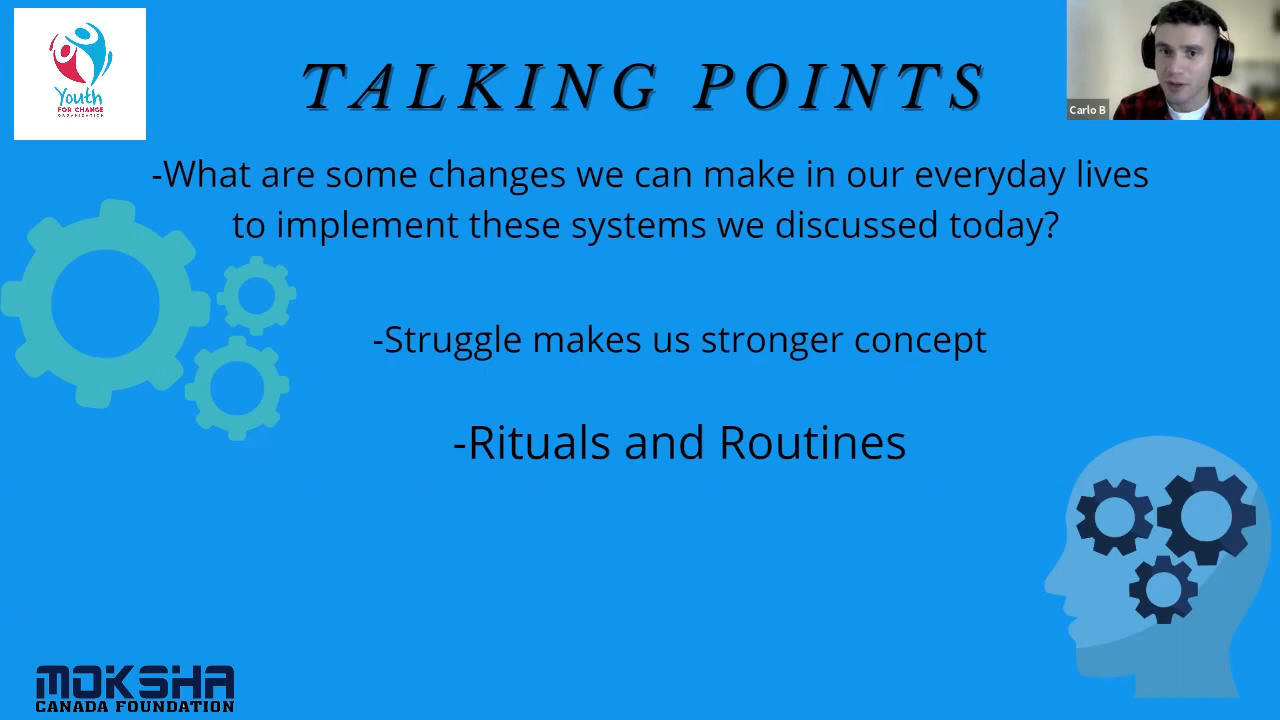 Youth
FOR CHANGE
ORGANIZATION
TALKING POINTS
Carlo B
-What are some changes we can make in our everyday lives
to implement these systems we discussed today?
-Struggle makes us stronger concept
-Rituals and Routines
MOKSHA
CANADA FOUNDATION